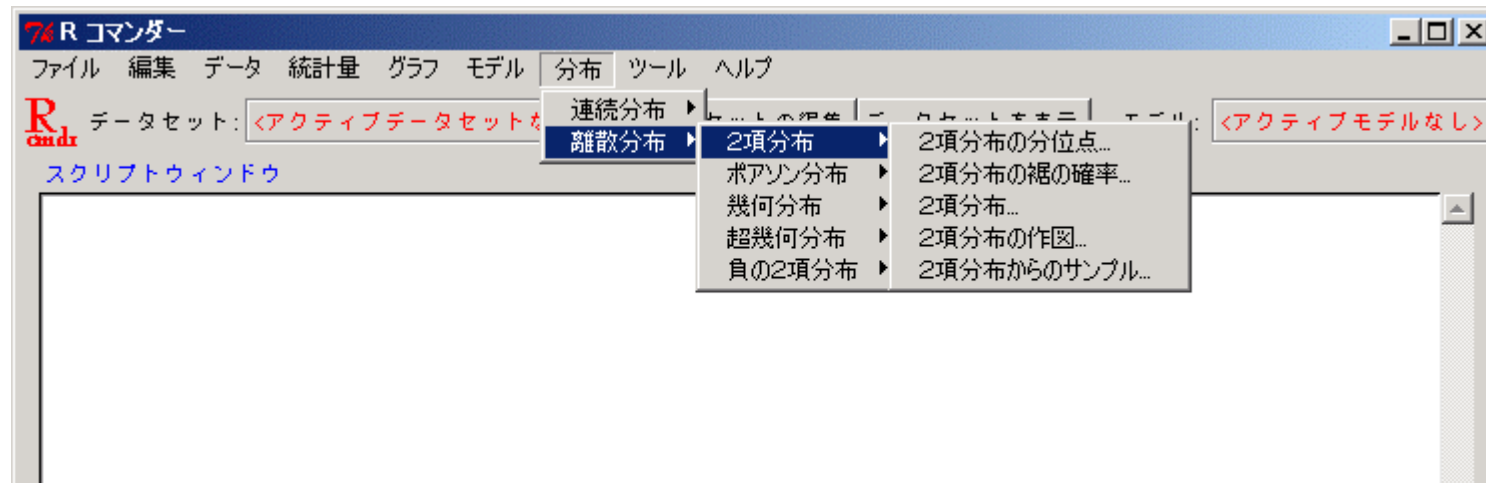 R コマンダー
ファイル 編集 データ 統計量 グラフ モデル 分布 ツール ヘルプ
Rcmdr データセット: <アクティブデータセット を表示 <アクティブモデルなし>
連続分布
離散分布
2項分布
ポアソン分布
幾何分布
超幾何分布
負の2項分布
2項分布の分位点...
2項分布の裾の確率...
2項分布...
2項分布の作図...
2項分布からのサンプル...
スクリプトウィンドウ